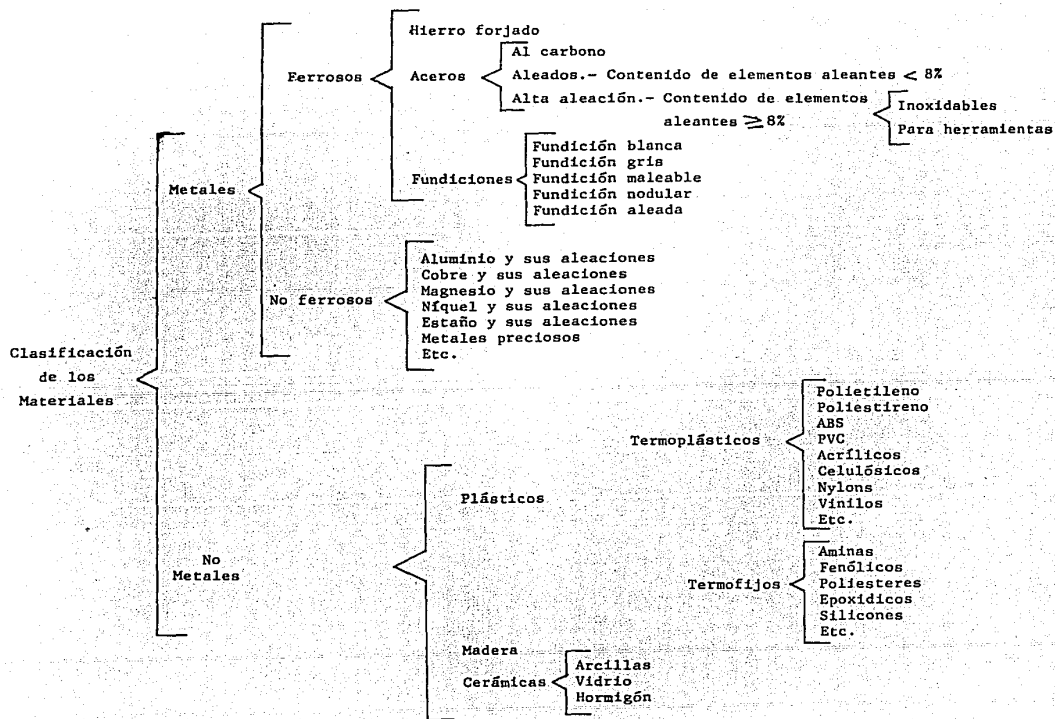 Clasificación
de los
Materiales
Metales
Ferrosos
Hierro forjado
Aceros
Al carbono
Aleados.- Contenido de elementos aleantes < 8%
Alta aleación.- Contenido de elementos
aleantes ≥ 8%
Inoxidables
Para herramientas
Fundiciones
Fundición blanca
Fundición gris
Fundición maleable
Fundición nodular
Fundición aleada
No ferrosos
Aluminio y sus aleaciones
Cobre y sus aleaciones
Magnesio y sus aleaciones
Níquel y sus aleaciones
Estaño y sus aleaciones
Metales preciosos
Etc.
No
Metales
Plásticos
Termoplásticos
Polietileno
Poliestireno
ABS
PVC
Acrílicos
Celulósicos
Nylons
Vinilos
Etc.
Termofijos
Aminas
Fenólicos
Poliesteres
Epoxidicos
Silicones
Etc.
Madera
Cerámicas
Arcillas
Vidrio
Hormigón